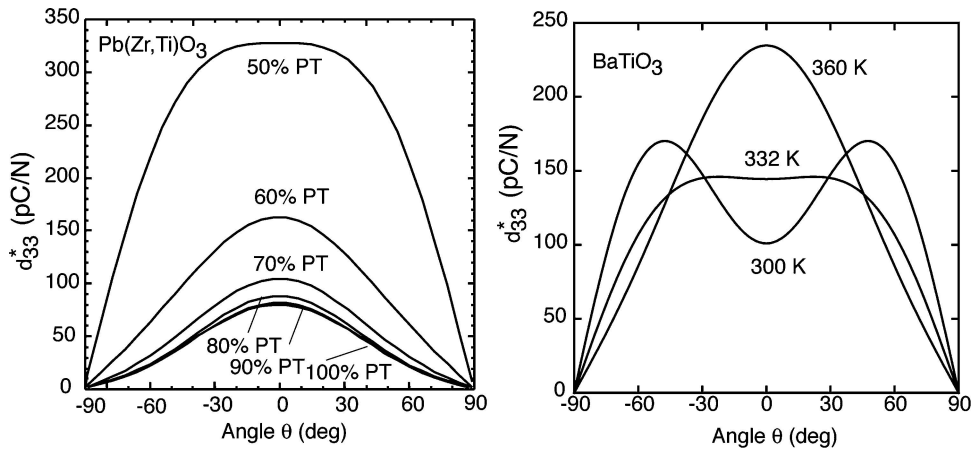 Pb(Zr,Ti)O3
d*33 (pC/N)
350
300
250
200
150
100
50
0
50% PT
60% PT
70% PT
80% PT
90% PT
100% PT
-90
-60
-30
0
30
60
90
Angle θ (deg)
BaTiO3
d*33 (pC/N)
250
200
150
100
50
0
360 K
332 K
300 K
-90
-60
-30
0
30
60
90
Angle θ (deg)